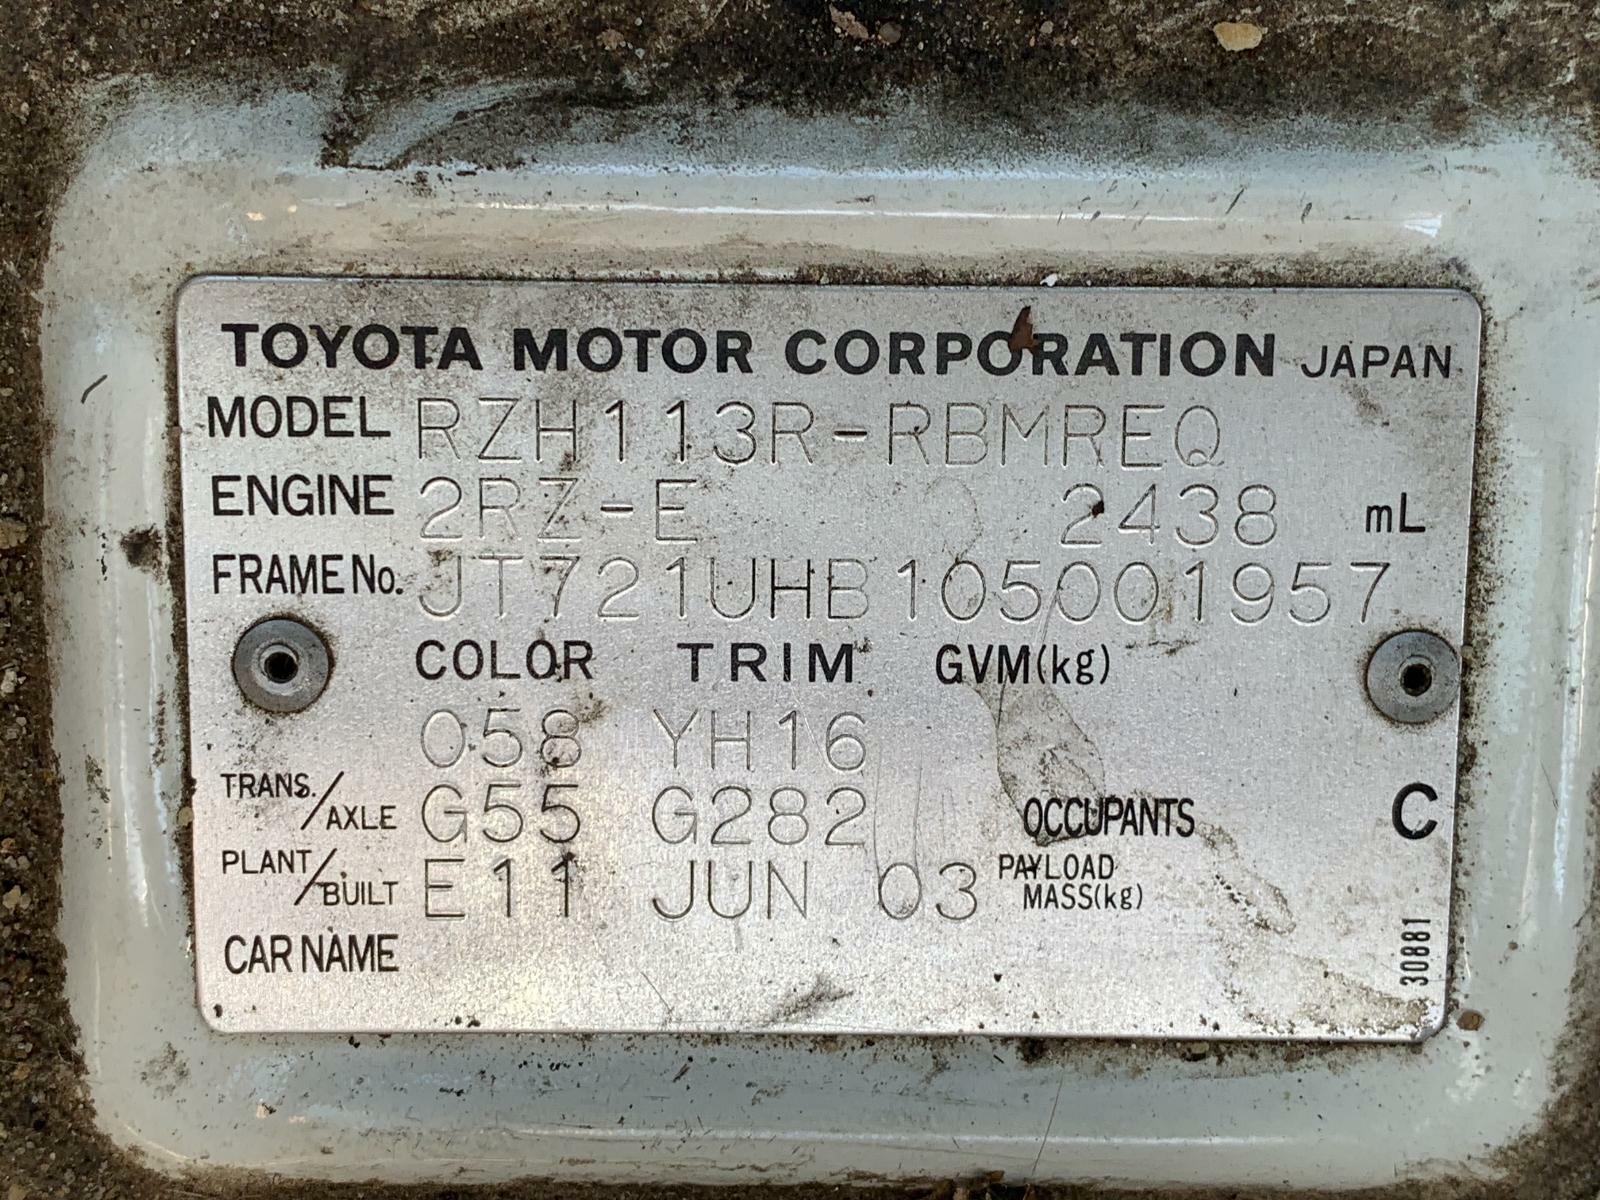 TOYOTA MOTOR CORPORATION JAPAN
MODEL RZH113R-RBMREQ
ENGINE 2RZ-E 2438 mL
FRAME No. JT721UHB105001957
COLOR TRIM GVM(kg)
058 YH16
TRANS./AXLE G55 G282 OCCUPANTS C
PLANT/BUILT E11 JUN 03 PAYLOAD MASS(kg)
CAR NAME
30881